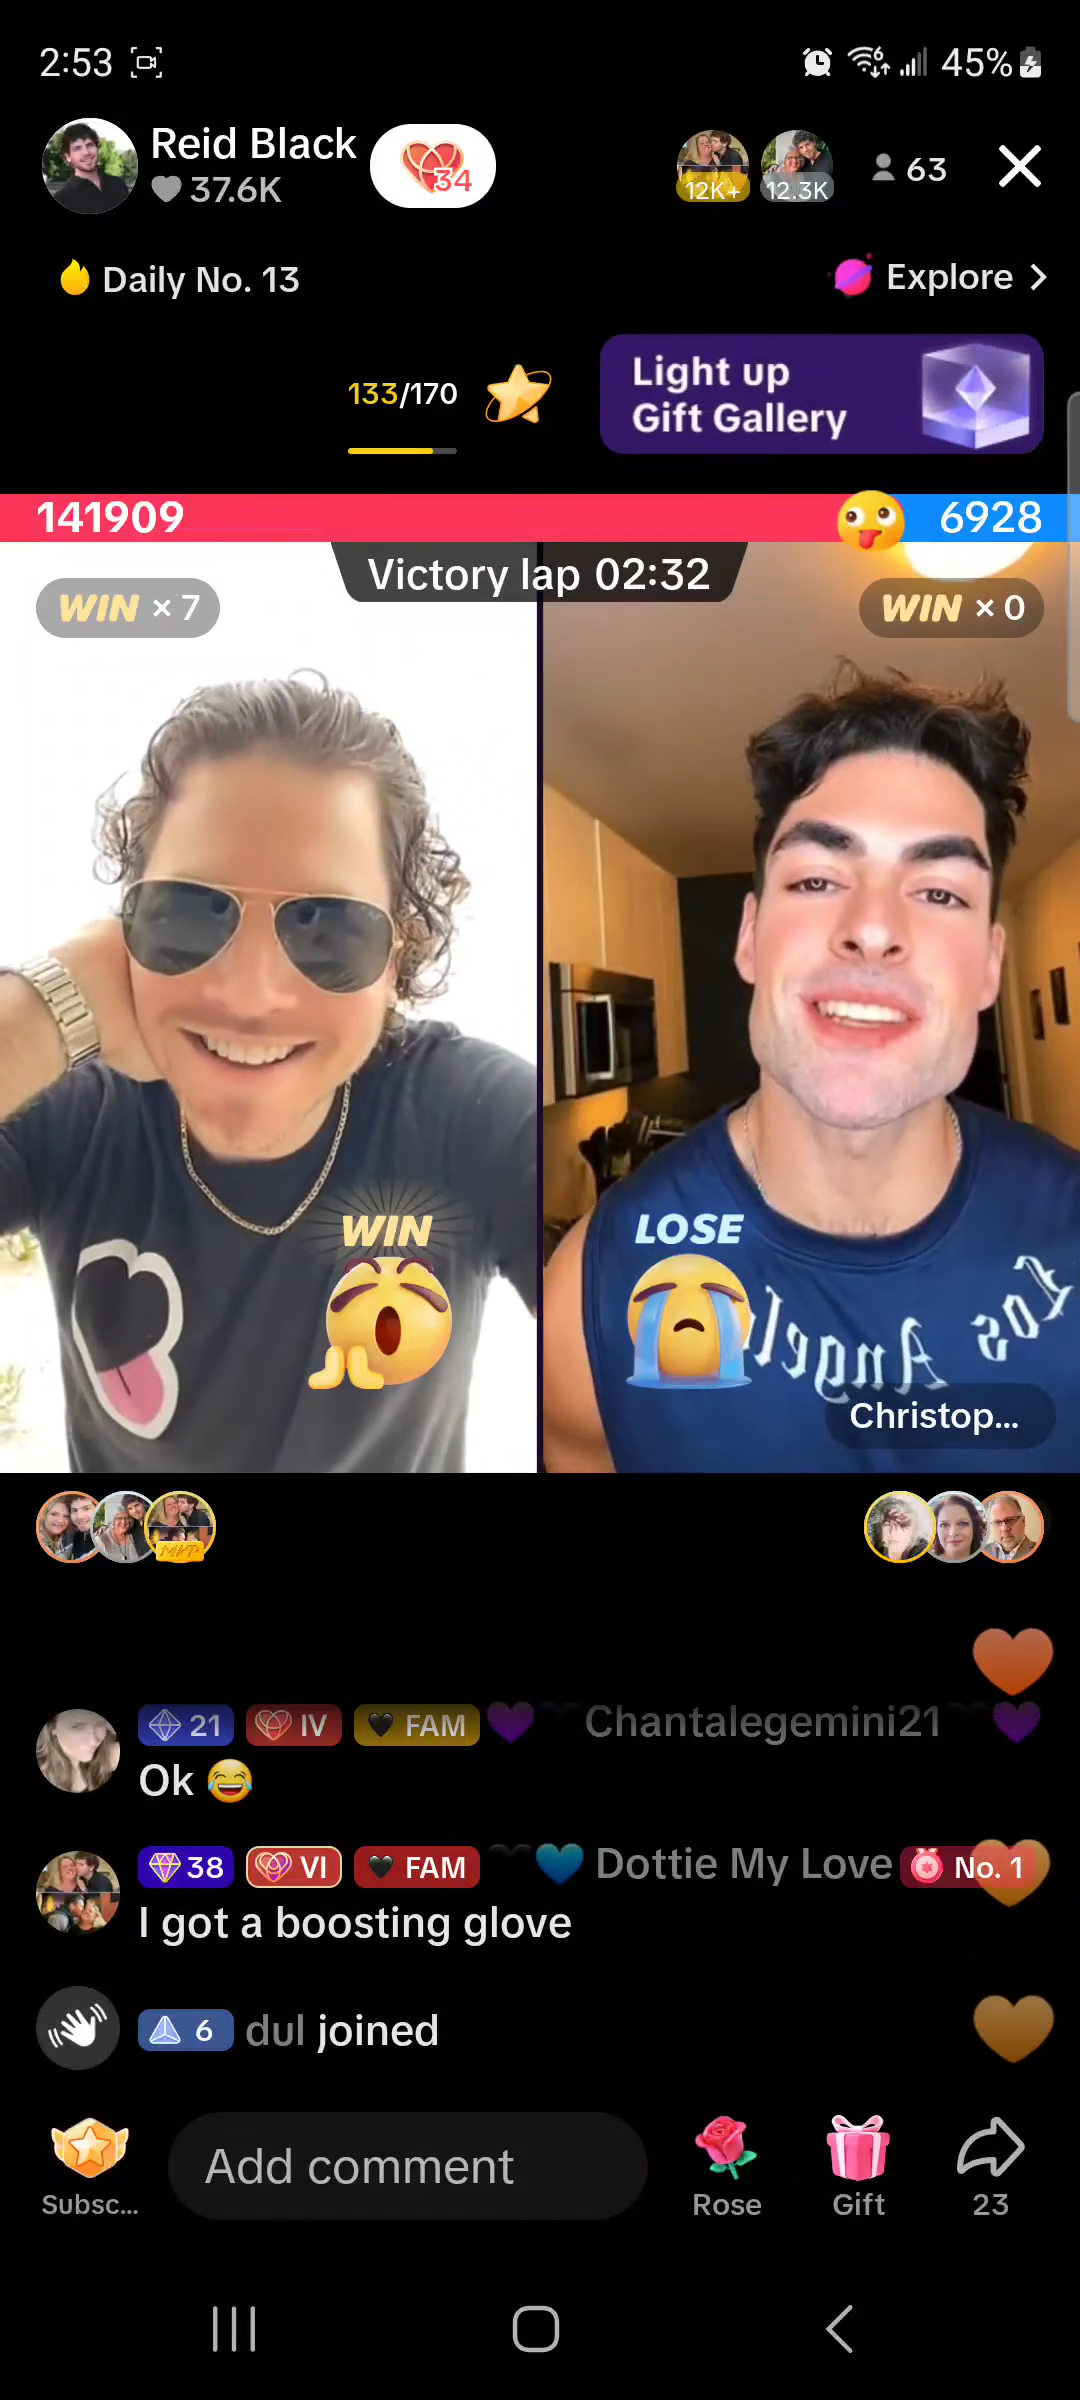 2:53
45%
Reid Black
37.6K
34
12K+
12.3K
63
Daily No. 13
Explore
133/170
Light up
Gift Gallery
141909
6928
Victory lap 02:32
WIN × 7
WIN × 0
WIN
LOSE
Los Angel
Christop...
MVP
21 IV FAM Chantalegemini21
Ok 😂
38 VI FAM Dottie My Love No. 1
I got a boosting glove
6 dul joined
Add comment
Subsc...
Rose
Gift
23